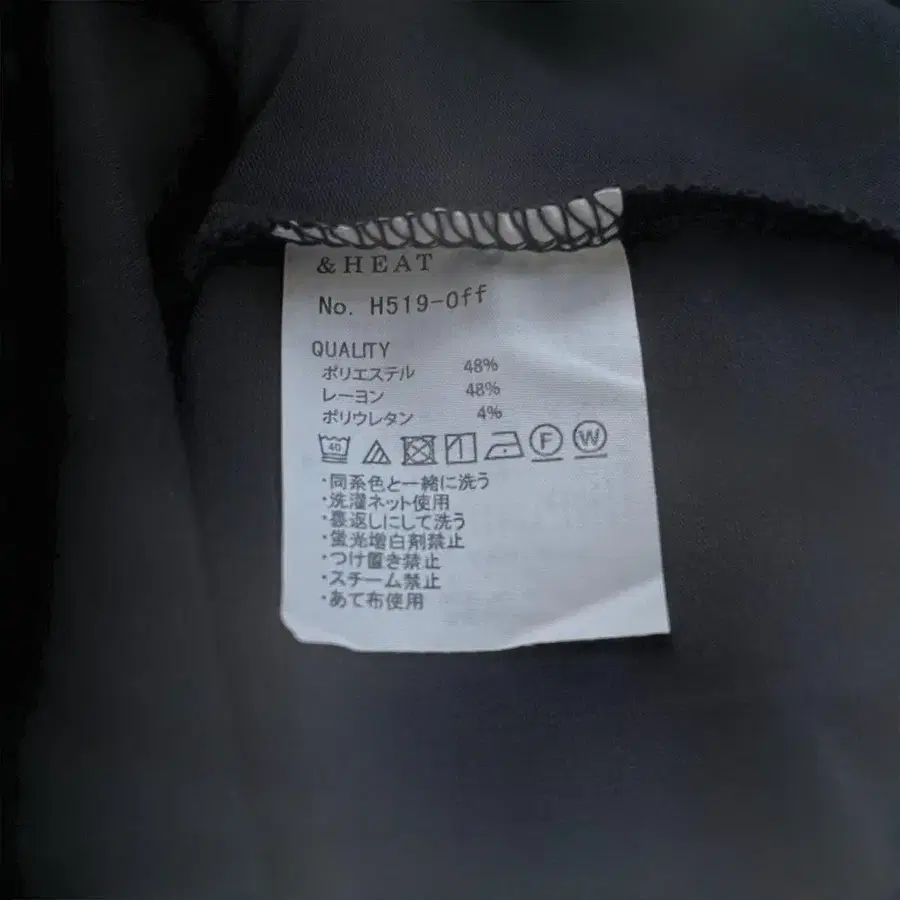 &HEAT
No. H519-Off
QUALITY
ポリエステル 48%
レーヨン 48%
ポリウレタン 4%
40 F W
・同系色と一緒に洗う
・洗濯ネット使用
・裏返しにして洗う
・蛍光増白剤禁止
・つけ置き禁止
・スチーム禁止
・あて布使用